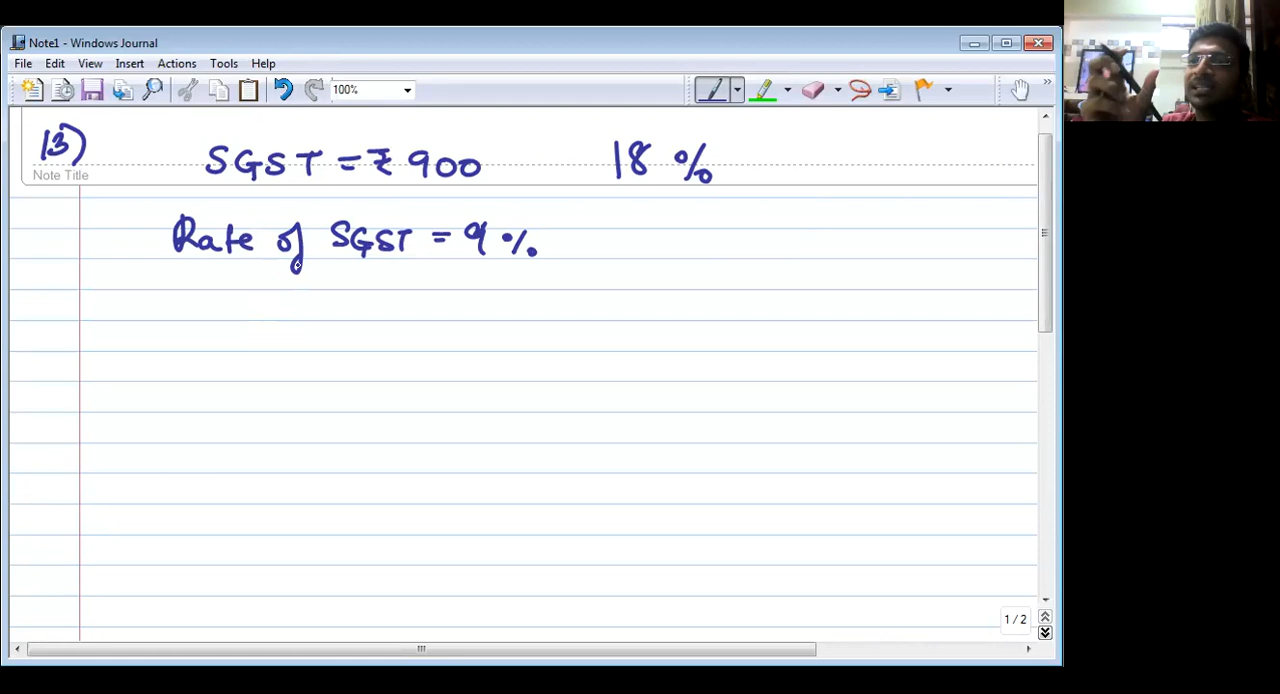 Note1 - Windows Journal
File Edit View Insert Actions Tools Help
100%
13)
SGST = ₹ 900 18 %
Note Title
Rate of SGST = 9 %
1 / 2